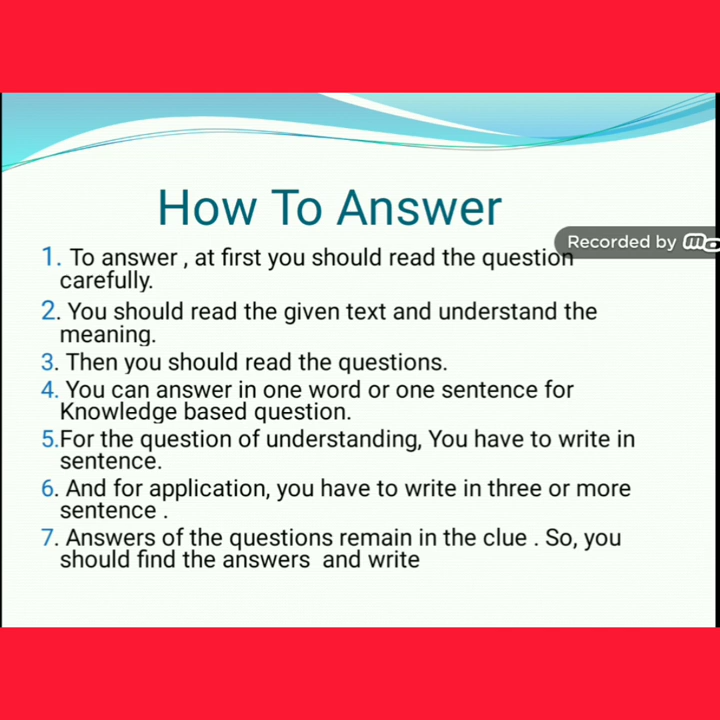 How To Answer
Recorded by
1. To answer , at first you should read the question
carefully.
2. You should read the given text and understand the
meaning.
3. Then you should read the questions.
4. You can answer in one word or one sentence for
Knowledge based question.
5.For the question of understanding, You have to write in
sentence.
6. And for application, you have to write in three or more
sentence .
7. Answers of the questions remain in the clue . So, you
should find the answers and write